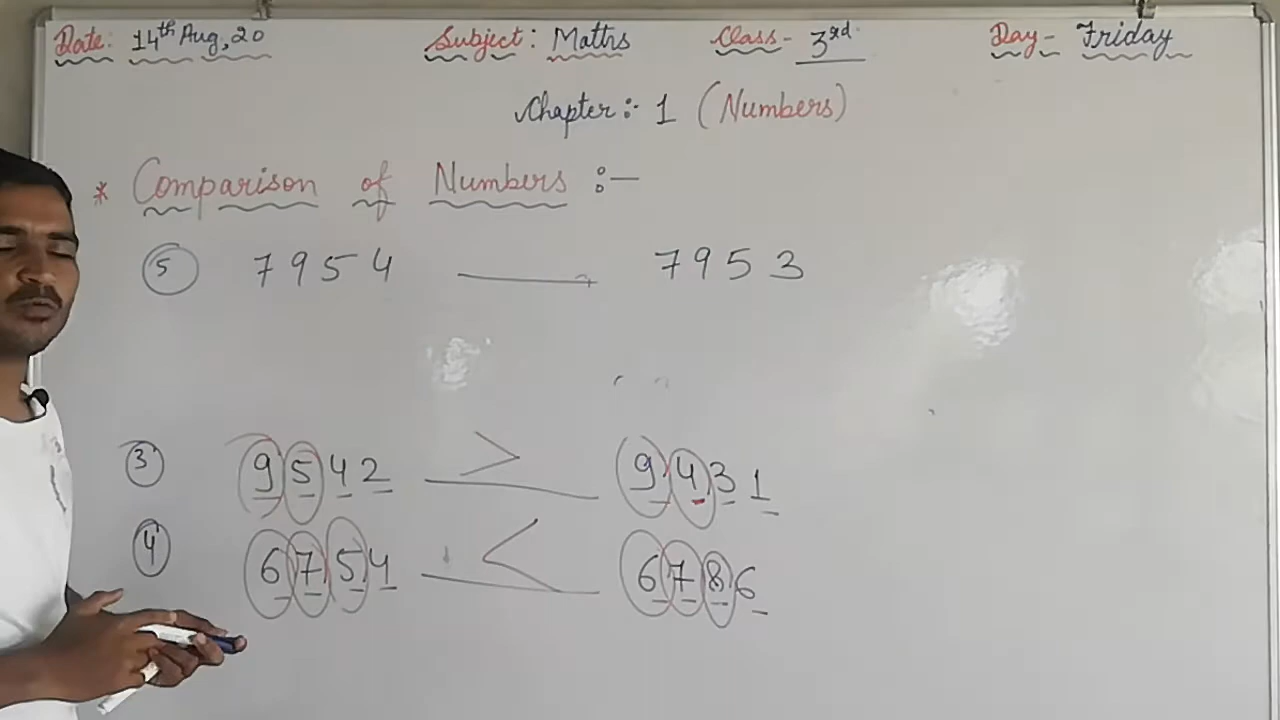 Date: 14th Aug, 20 Subject: Maths Class- 3rd Day- Friday
Chapter:- 1 (Numbers)
* Comparison of Numbers :-
5 7954 ___ 7953
3 9542 > 9431
4 6754 < 6786